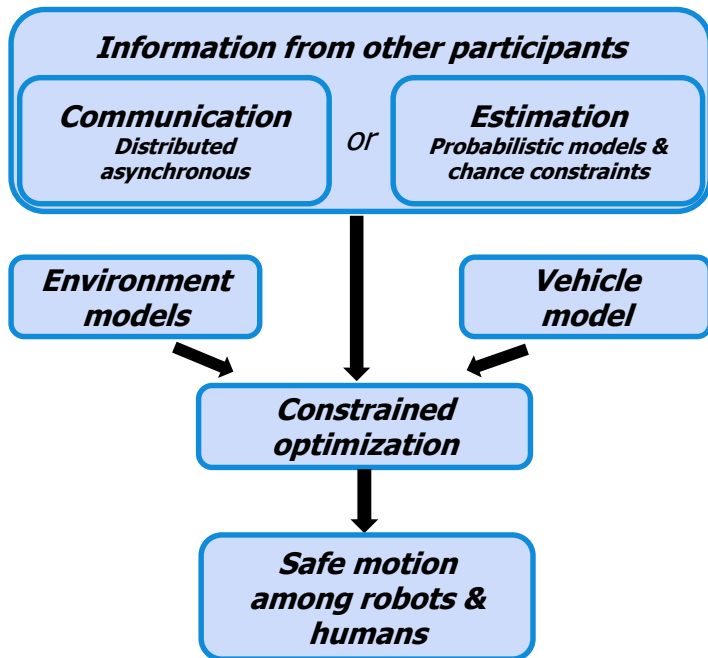 Information from other participants
Communication
Distributed
asynchronous
or
Estimation
Probabilistic models &
chance constraints
Environment
models
Vehicle
model
Constrained
optimization
Safe motion
among robots &
humans